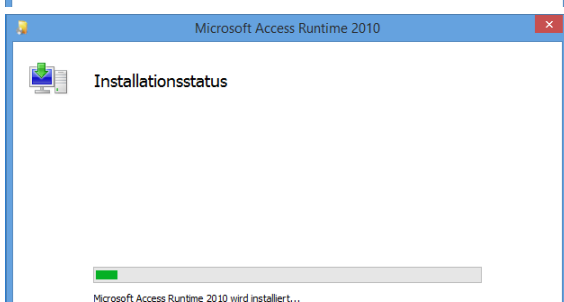 Microsoft Access Runtime 2010
Installationsstatus
Microsoft Access Runtime 2010 wird installiert...